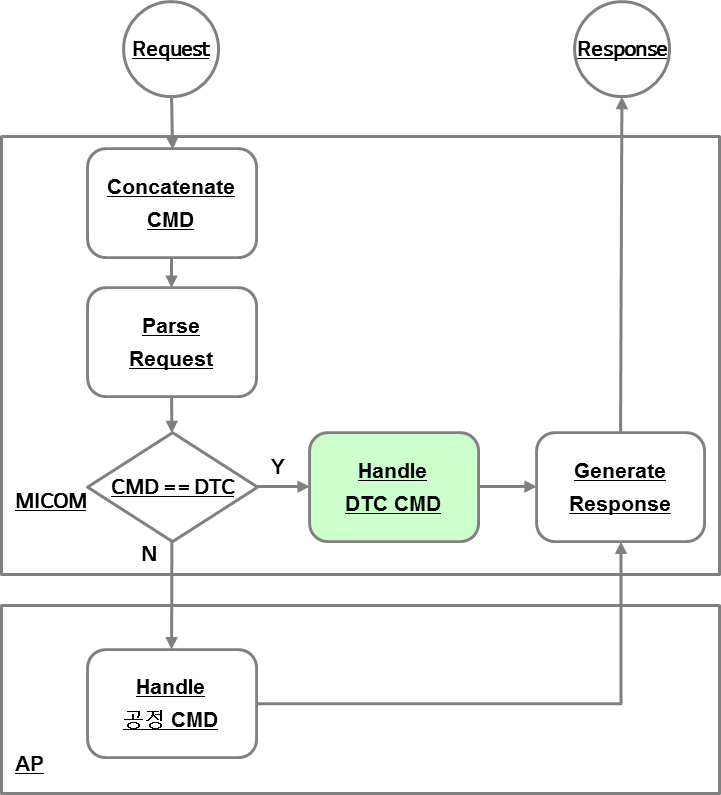 Request
Response
Concatenate
CMD
Parse
Request
CMD == DTC
Y
Handle
DTC CMD
Generate
Response
MICOM
N
Handle
공정 CMD
AP